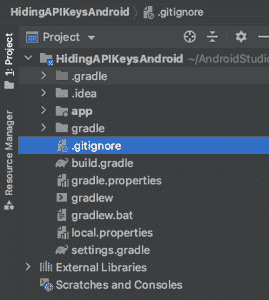 HidingAPIKeysAndroid .gitignore
1: Project
Resource Manager
Project
HidingAPIKeysAndroid ~/AndroidStudio
.gradle
.idea
app
gradle
.gitignore
build.gradle
gradle.properties
gradlew
gradlew.bat
local.properties
settings.gradle
External Libraries
Scratches and Consoles